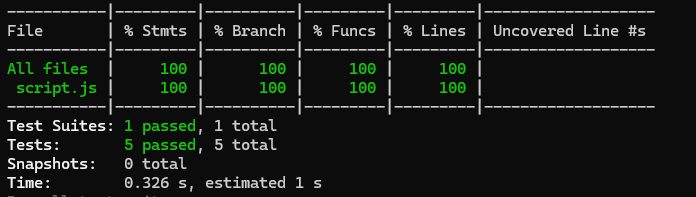 ----------|---------|----------|---------|---------|-------------------
File      | % Stmts | % Branch | % Funcs | % Lines | Uncovered Line #s
----------|---------|----------|---------|---------|-------------------
All files |     100 |      100 |     100 |     100 |
 script.js |     100 |      100 |     100 |     100 |
----------|---------|----------|---------|---------|-------------------
Test Suites: 1 passed, 1 total
Tests:       5 passed, 5 total
Snapshots:   0 total
Time:        0.326 s, estimated 1 s